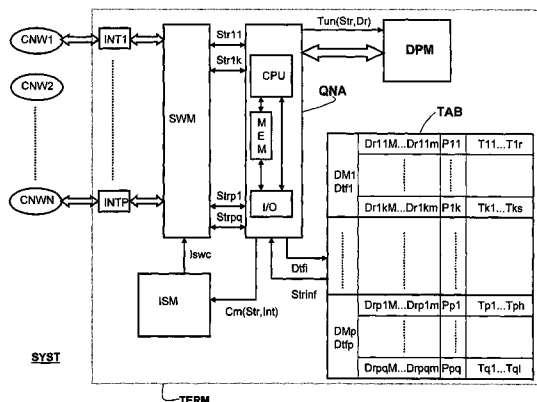 CNW1
INT1
CNW2
CNWN
INTP
SWM
Str11
Str1k
Strp1
Strpq
CPU
MEM
I/O
QNA
Tun(Str,Dr)
DPM
TAB
Dr11M...Dr11m P11 T11...T1r
DM1
Dtf1
Dr1kM...Dr1km P1k Tk1...Tks
Drp1M...Drp1m Pp1 Tp1...Tph
DMp
Dtfp
DrpqM...Drpqm Ppq Tq1...Tql
Iswc
ISM
Dtfi
Strinf
Cm(Str,Int)
SYST
TERM